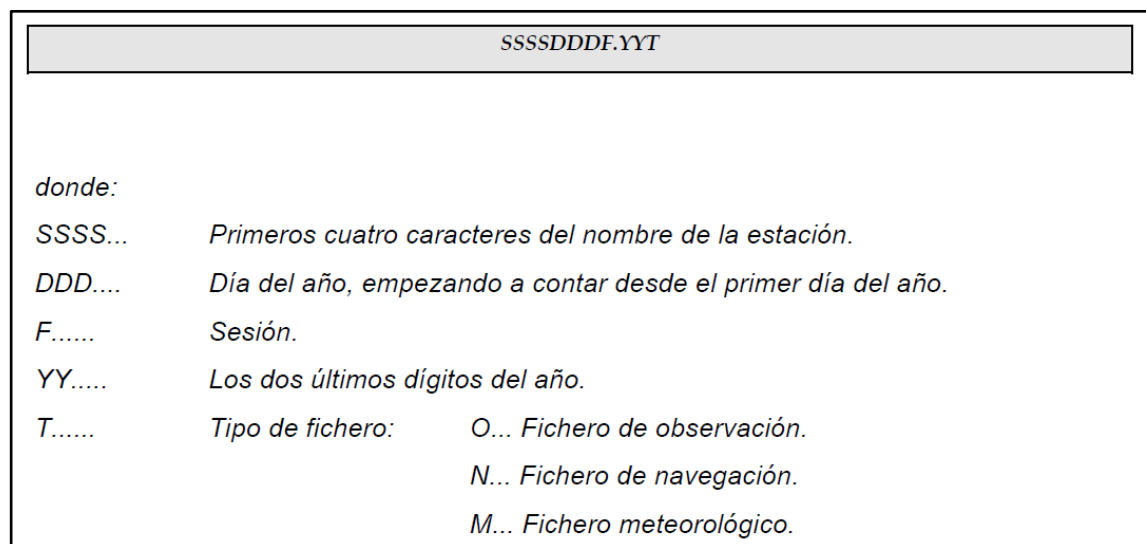 SSSSDDDF.YYT
donde:
SSSS... Primeros cuatro caracteres del nombre de la estación.
DDD.... Día del año, empezando a contar desde el primer día del año.
F...... Sesión.
YY..... Los dos últimos dígitos del año.
T...... Tipo de fichero: O... Fichero de observación.
N... Fichero de navegación.
M... Fichero meteorológico.